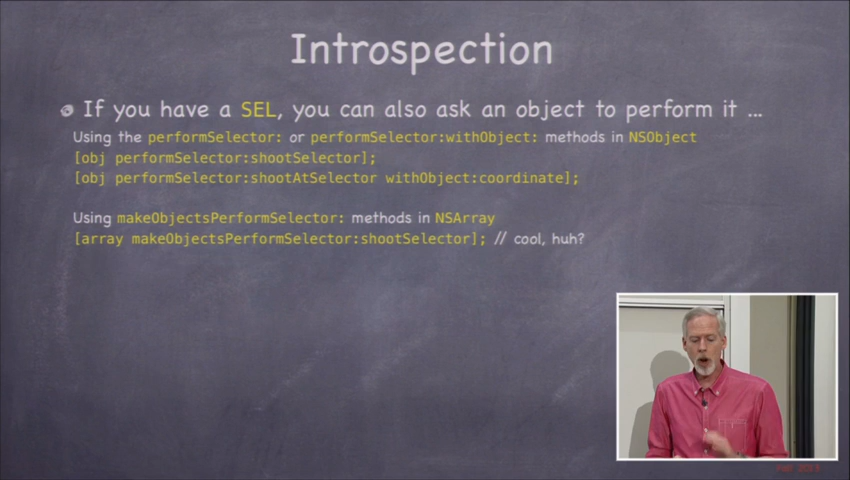 Introspection
If you have a SEL, you can also ask an object to perform it ...
Using the performSelector: or performSelector:withObject: methods in NSObject
[obj performSelector:shootSelector];
[obj performSelector:shootAtSelector withObject:coordinate];
Using makeObjectsPerformSelector: methods in NSArray
[array makeObjectsPerformSelector:shootSelector]; // cool, huh?
Fall 2013